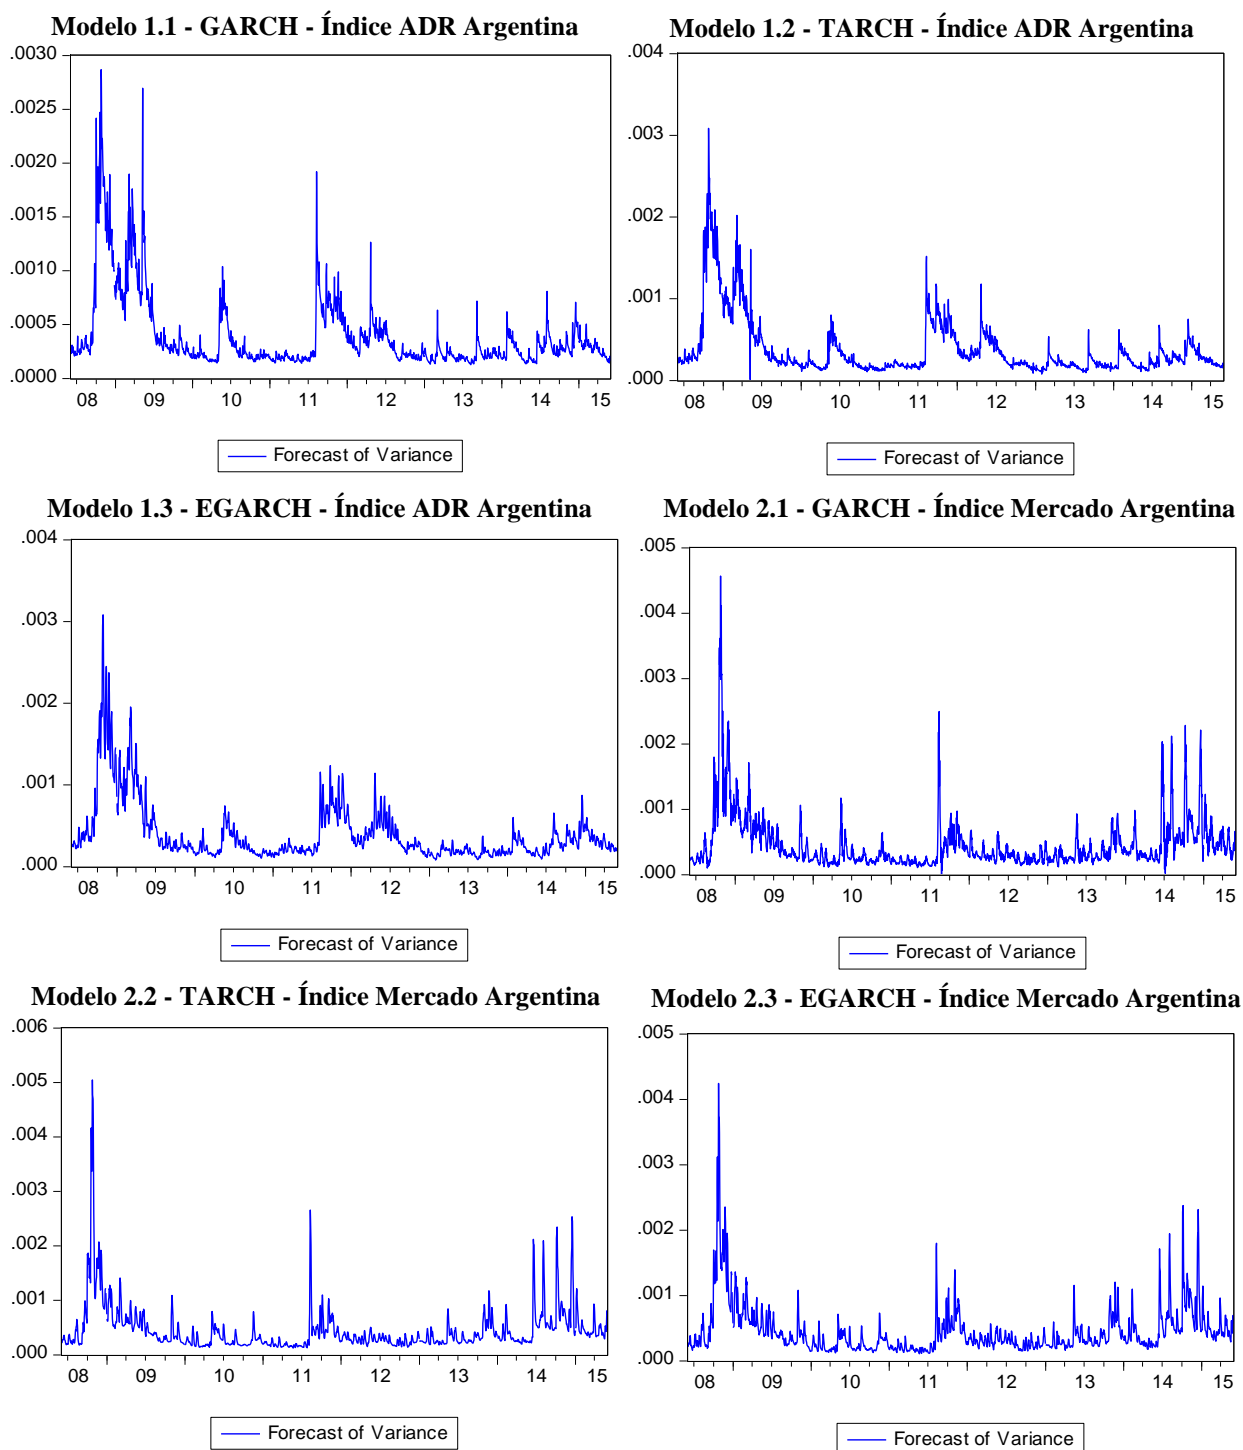 Modelo 1.1 - GARCH - Índice ADR Argentina
.0030
.0025
.0020
.0015
.0010
.0005
.0000
08 09 10 11 12 13 14 15
Forecast of Variance
Modelo 1.2 - TARCH - Índice ADR Argentina
.004
.003
.002
.001
.000
08 09 10 11 12 13 14 15
Forecast of Variance
Modelo 1.3 - EGARCH - Índice ADR Argentina
.004
.003
.002
.001
.000
08 09 10 11 12 13 14 15
Forecast of Variance
Modelo 2.1 - GARCH - Índice Mercado Argentina
.005
.004
.003
.002
.001
.000
08 09 10 11 12 13 14 15
Forecast of Variance
Modelo 2.2 - TARCH - Índice Mercado Argentina
.006
.005
.004
.003
.002
.001
.000
08 09 10 11 12 13 14 15
Forecast of Variance
Modelo 2.3 - EGARCH - Índice Mercado Argentina
.005
.004
.003
.002
.001
.000
08 09 10 11 12 13 14 15
Forecast of Variance